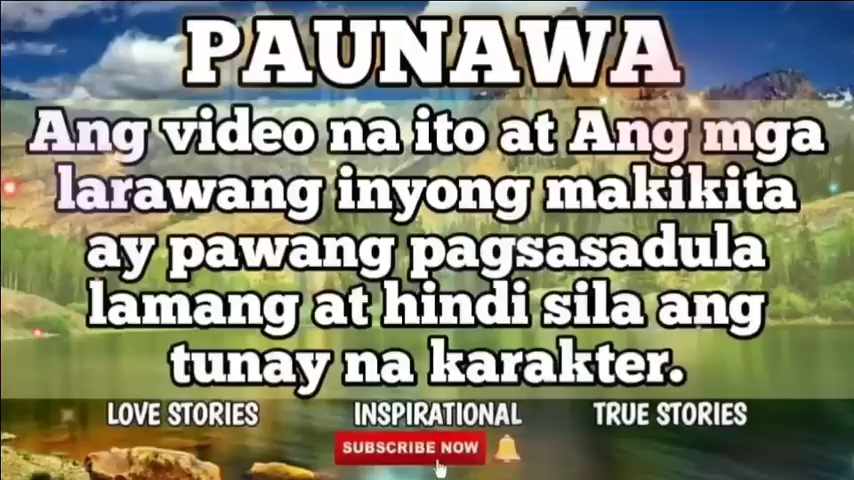 PAUNAWA
Ang video na ito at Ang mga
larawang inyong makikita
ay pawang pagsasadula
lamang at hindi sila ang
tunay na karakter.
LOVE STORIES INSPIRATIONAL TRUE STORIES
SUBSCRIBE NOW